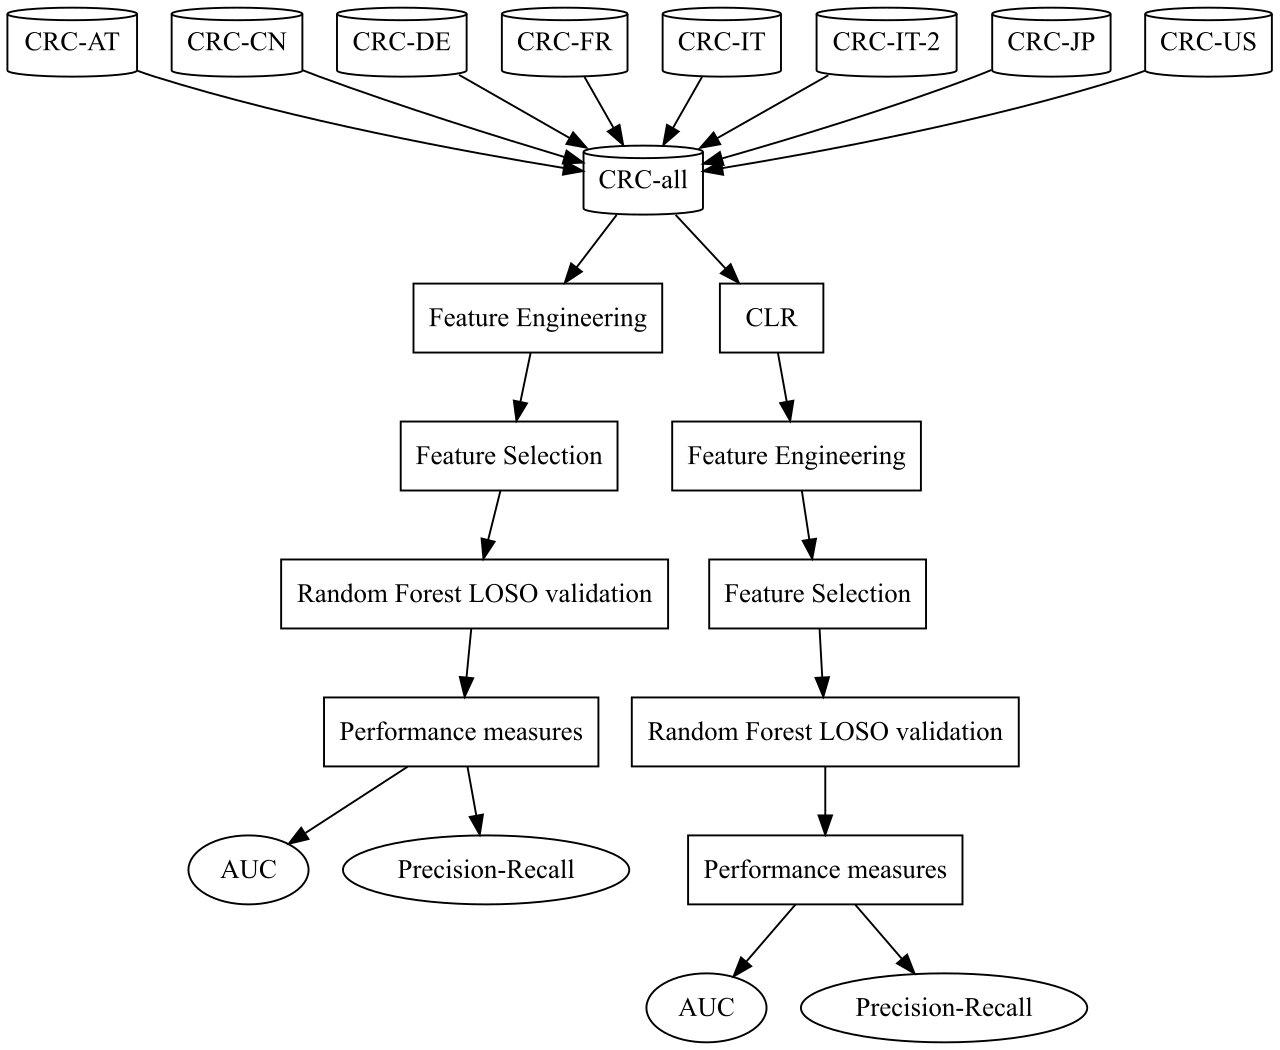 CRC-AT
CRC-CN
CRC-DE
CRC-FR
CRC-IT
CRC-IT-2
CRC-JP
CRC-US
CRC-all
Feature Engineering
CLR
Feature Selection
Feature Engineering
Random Forest LOSO validation
Feature Selection
Performance measures
Random Forest LOSO validation
AUC
Precision-Recall
Performance measures
AUC
Precision-Recall